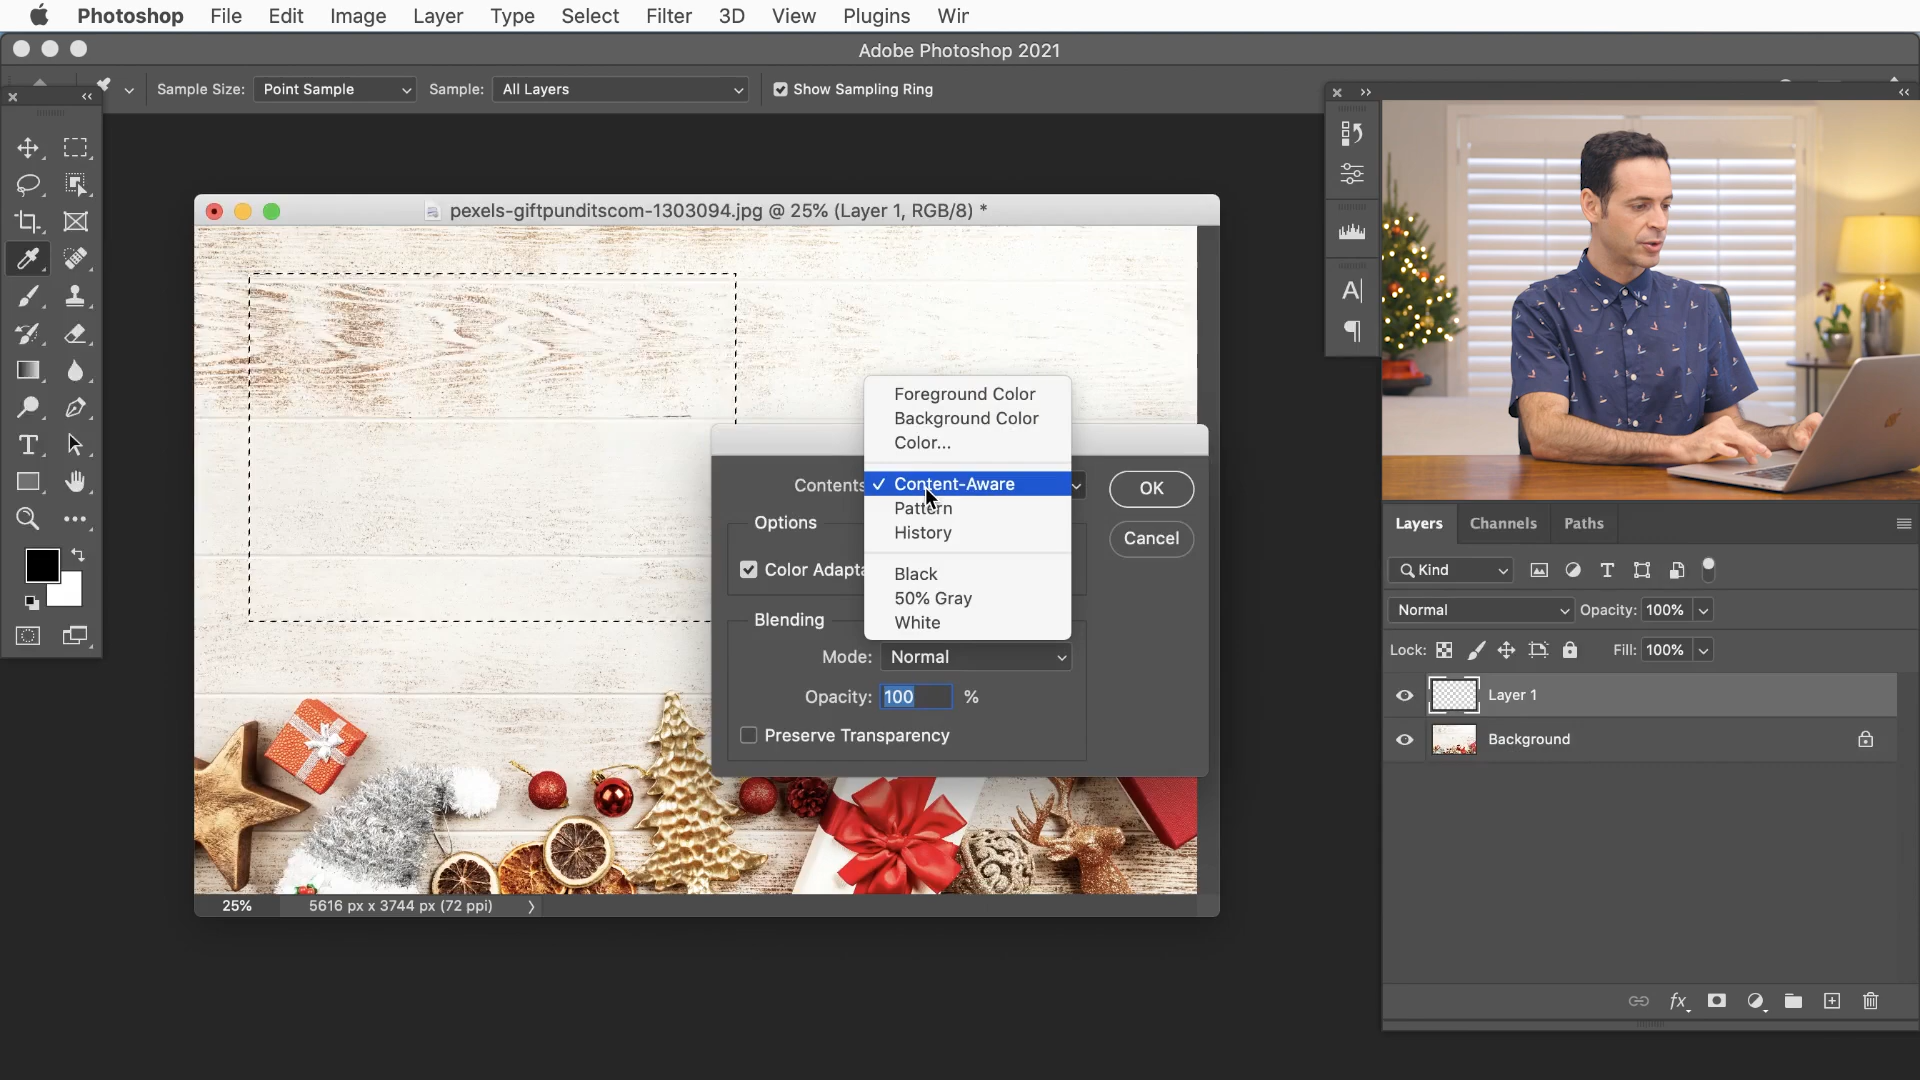 Photoshop File Edit Image Layer Type Select Filter 3D View Plugins Wir
Adobe Photoshop 2021
Sample Size: Point Sample Sample: All Layers Show Sampling Ring
pexels-giftpunditscom-1303094.jpg @ 25% (Layer 1, RGB/8) *
Foreground Color
Background Color
Color...
Contents Content-Aware
Pattern
History
Black
50% Gray
White
OK
Cancel
Options
Color Adapta
Blending
Mode: Normal
Opacity: 100 %
Preserve Transparency
25% 5616 px x 3744 px (72 ppi)
Layers Channels Paths
Kind
Normal Opacity: 100%
Lock: Fill: 100%
Layer 1
Background
fx